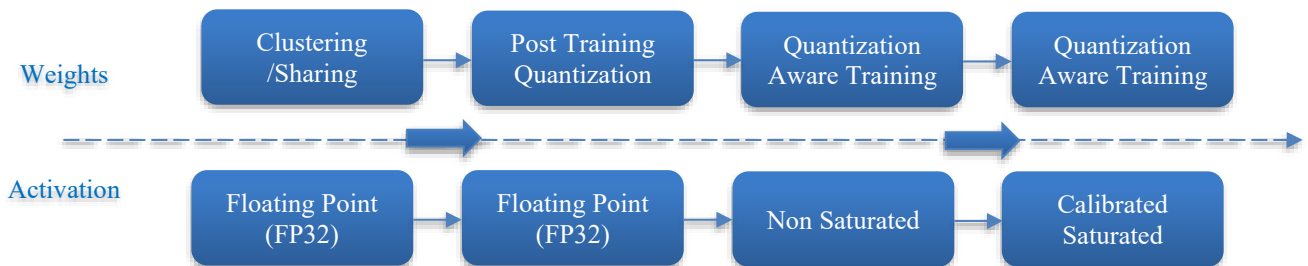 Weights
Clustering
/Sharing
Post Training
Quantization
Quantization
Aware Training
Quantization
Aware Training
Activation
Floating Point
(FP32)
Floating Point
(FP32)
Non Saturated
Calibrated
Saturated